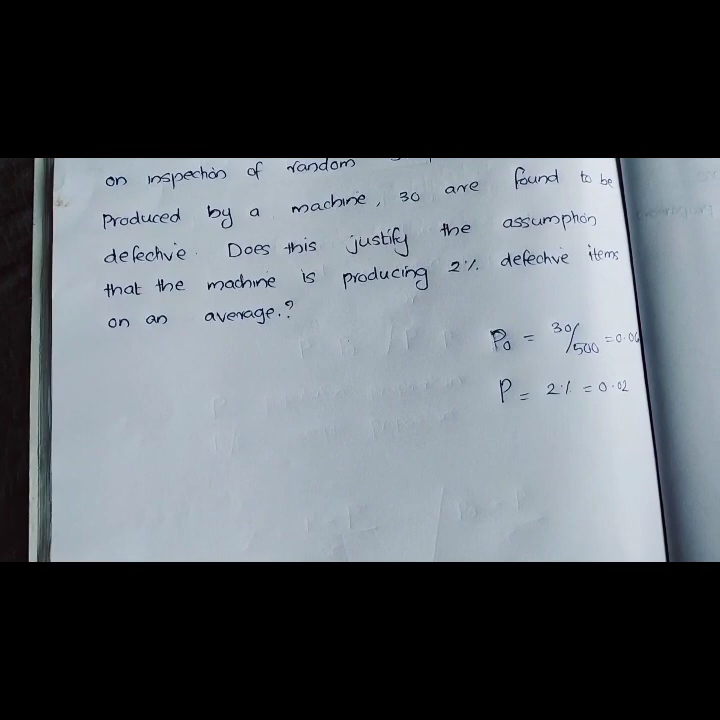 on inspection of random
produced by a machine, 30 are found to be
defective. Does this justify the assumption
that the machine is producing 2% defective items
on an average.?
P₀ = 30/500 = 0.06
P = 2% = 0.02